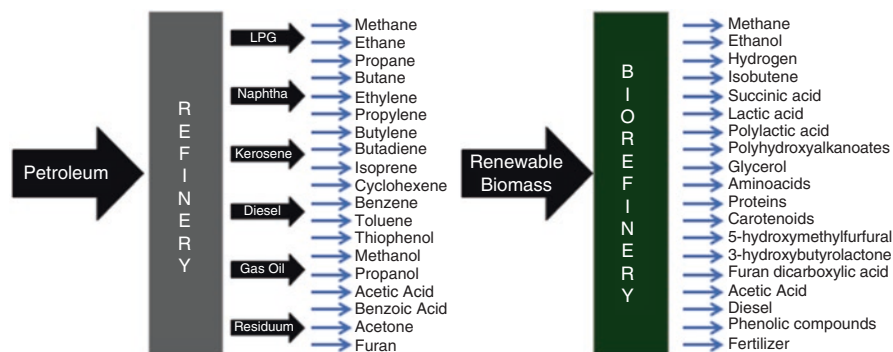 Petroleum
REFINERY
LPG
Naphtha
Kerosene
Diesel
Gas Oil
Residuum
Methane
Ethane
Propane
Butane
Ethylene
Propylene
Butylene
Butadiene
Isoprene
Cyclohexene
Benzene
Toluene
Thiophenol
Methanol
Propanol
Acetic Acid
Benzoic Acid
Acetone
Furan
Renewable
Biomass
BIOREFINERY
Methane
Ethanol
Hydrogen
Isobutene
Succinic acid
Lactic acid
Polylactic acid
Polyhydroxyalkanoates
Glycerol
Aminoacids
Proteins
Carotenoids
5-hydroxymethylfurfural
3-hydroxybutyrolactone
Furan dicarboxylic acid
Acetic Acid
Diesel
Phenolic compounds
Fertilizer